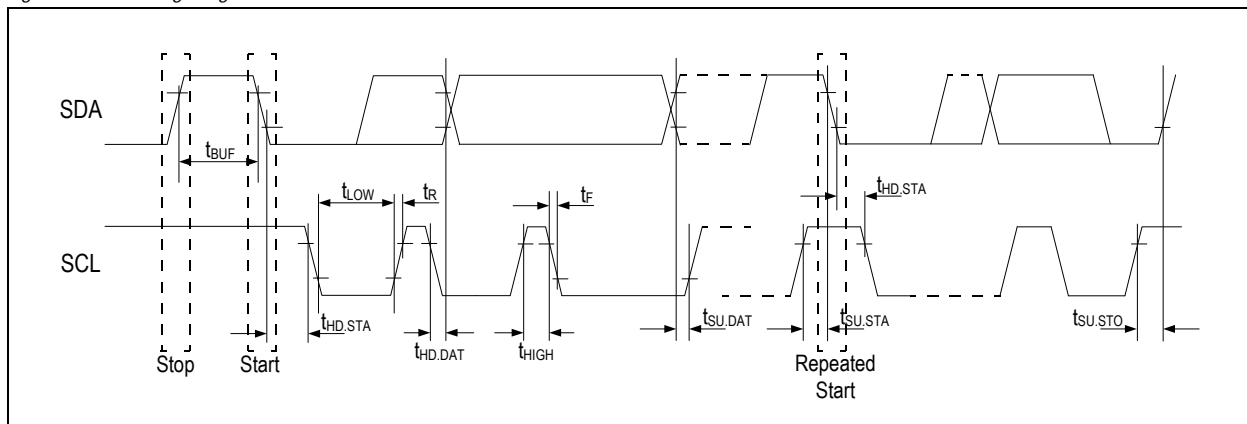 SDA
tBUF
tLOW
tR
tF
tHD.STA
SCL
tHD.STA
tHD.DAT
tHIGH
tSU.DAT
tSU.STA
tSU.STO
Stop
Start
Repeated
Start